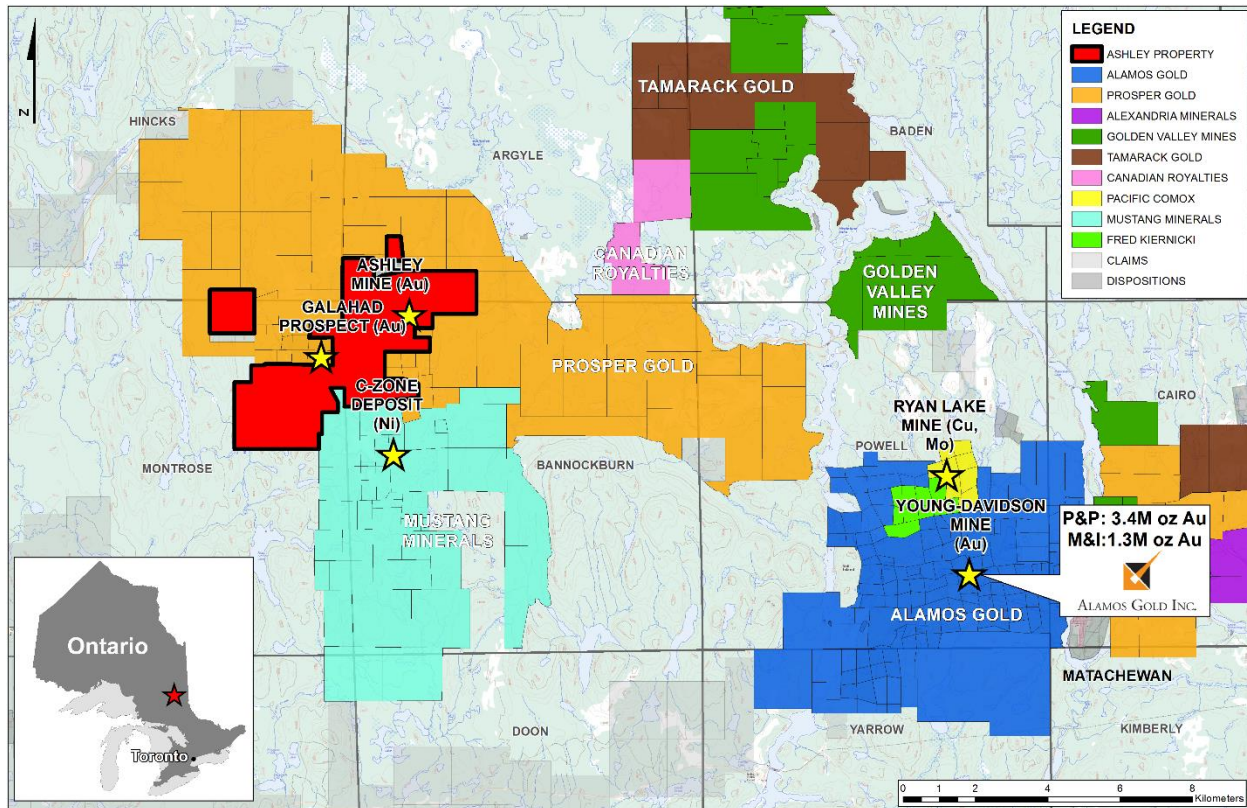 LEGEND
ASHLEY PROPERTY
ALAMOS GOLD
PROSPER GOLD
ALEXANDRIA MINERALS
GOLDEN VALLEY MINES
TAMARACK GOLD
CANADIAN ROYALTIES
PACIFIC COMOX
MUSTANG MINERALS
FRED KIERNICKI
CLAIMS
DISPOSITIONS
N
TAMARACK GOLD
HINCKS
BADEN
ARGYLE
CANADIAN
ROYALTIES
ASHLEY
MINE (Au)
GOLDEN
VALLEY
MINES
GALAHAD
PROSPECT (Au)
PROSPER GOLD
C-ZONE
DEPOSIT
(Ni)
CAIRO
RYAN LAKE
MINE (Cu,
Mo)
POWELL
MONTROSE
BANNOCKBURN
YOUNG-DAVIDSON
MINE
(Au)
MUSTANG
MINERALS
P&P: 3.4M oz Au
M&I:1.3M oz Au
ALAMOS GOLD INC.
ALAMOS GOLD
MATACHEWAN
DOON
YARROW
KIMBERLY
Ontario
Toronto
0 2 4 6 8
Kilometers